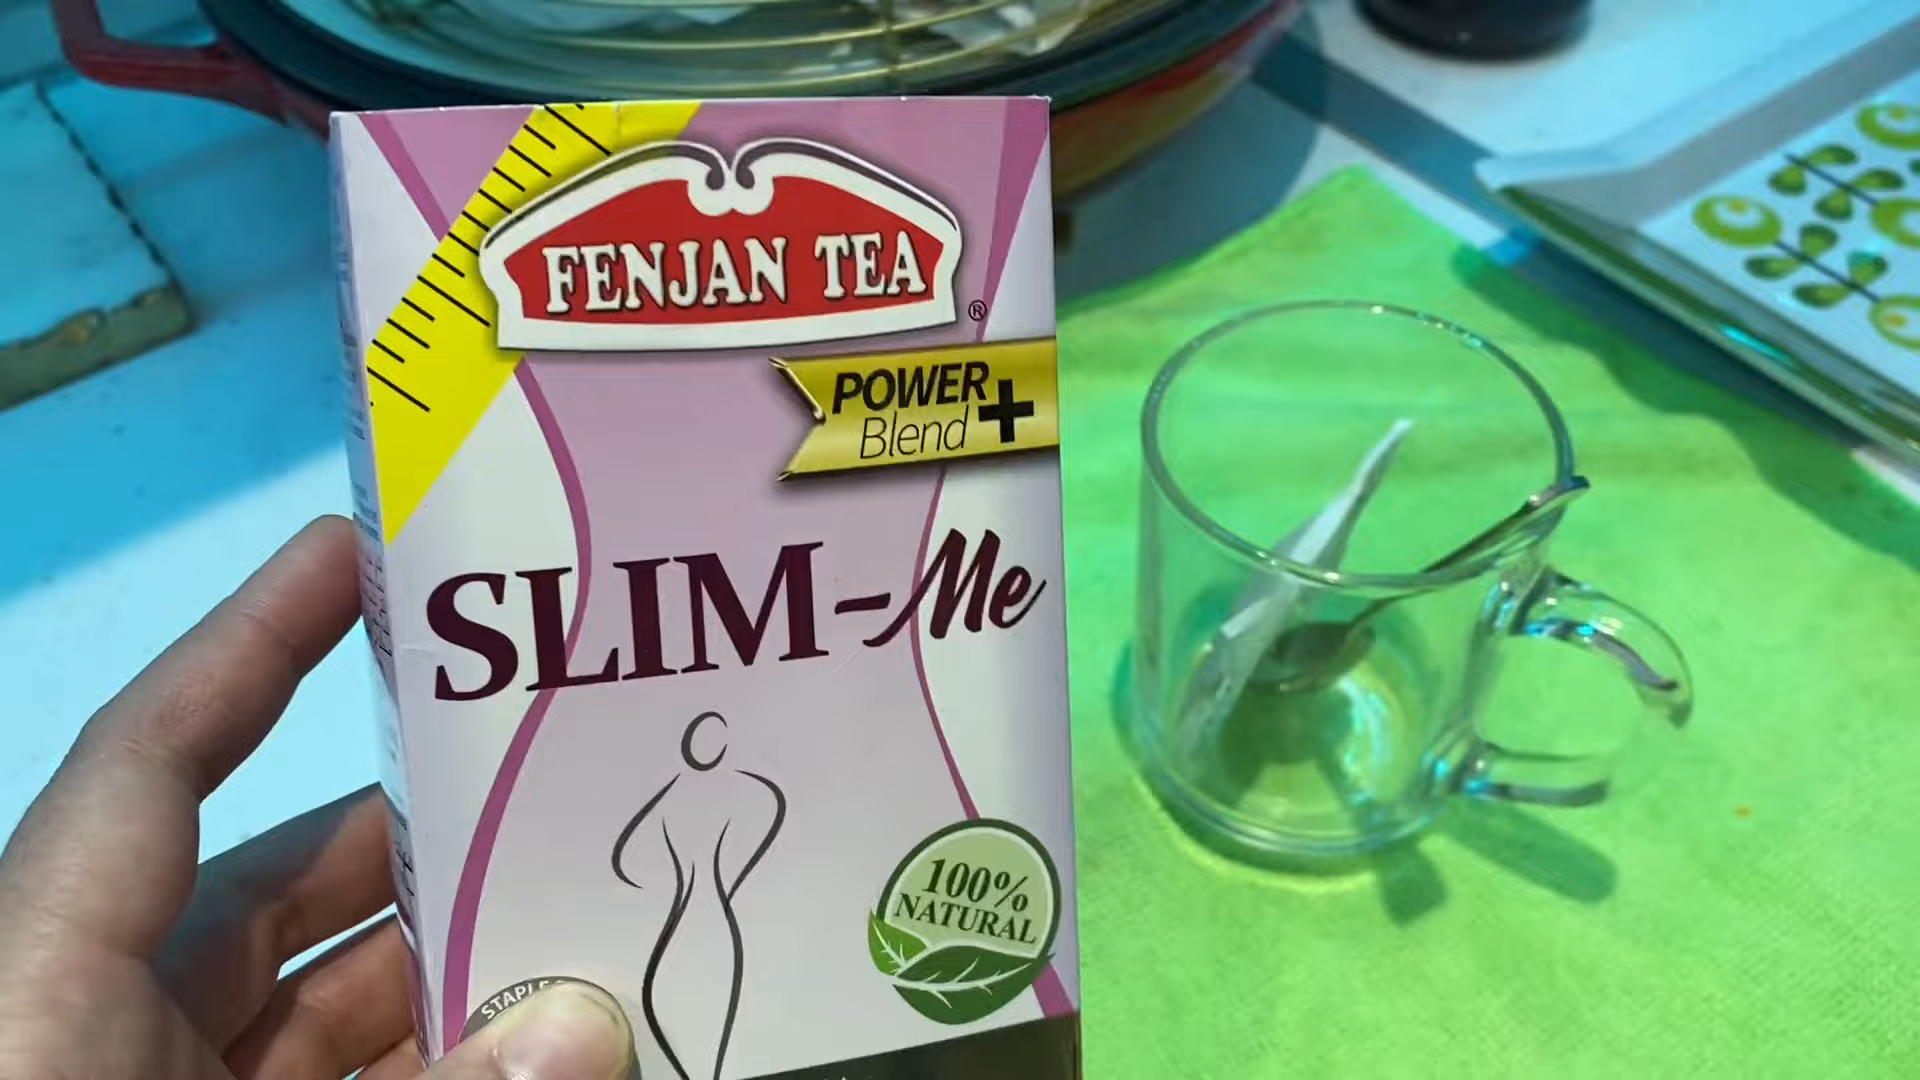 FENJAN TEA
®
POWER +
Blend
SLIM-Me
100%
NATURAL